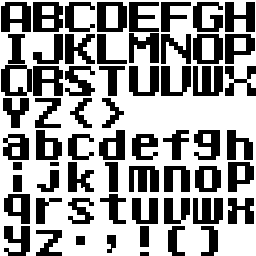 ABCDEFGH
IJKLMNOP
QRSTUVWX
YZ<>
abcdefgh
ijklmnop
qrstuvwx
yz.,!()